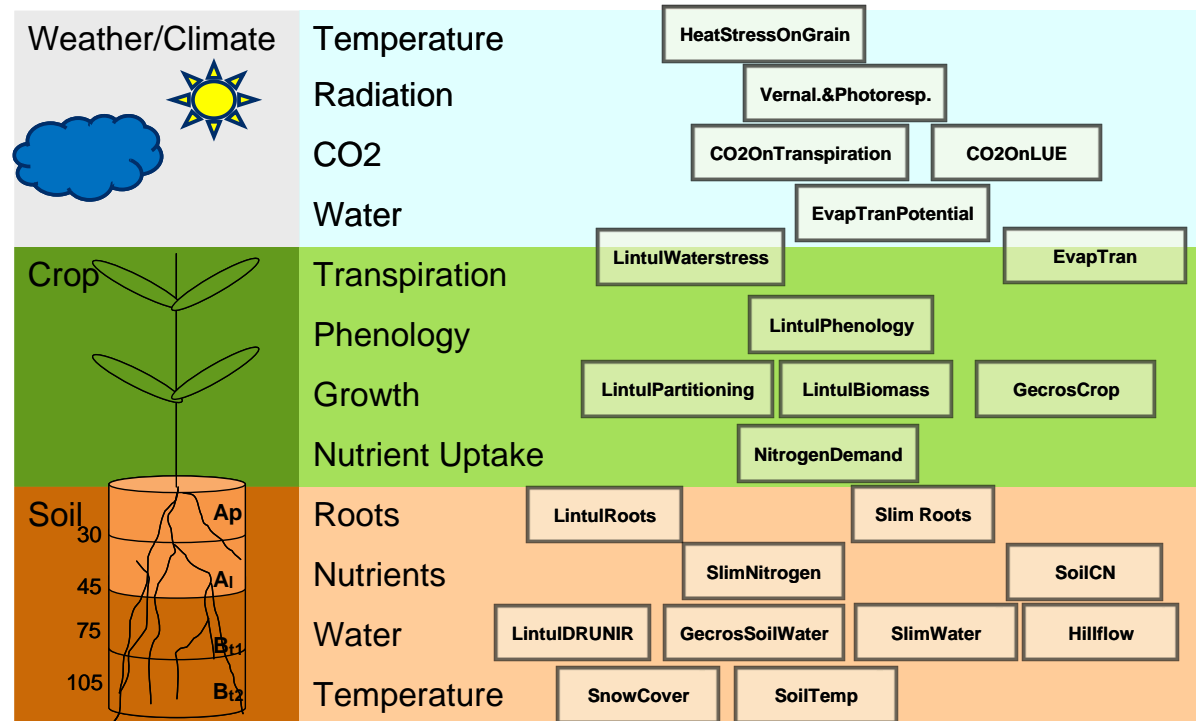 Weather/Climate
Temperature
HeatStressOnGrain
Radiation
Vernal.&Photoresp.
CO2
CO2OnTranspiration
CO2OnLUE
Water
EvapTranPotential
Crop
Transpiration
LintulWaterstress
EvapTran
Phenology
LintulPhenology
Growth
LintulPartitioning
LintulBiomass
GecrosCrop
Nutrient Uptake
NitrogenDemand
Soil
Ap
30
Roots
LintulRoots
Slim Roots
Al
45
Nutrients
SlimNitrogen
SoilCN
75
Bt1
Water
LintulDRUNIR
GecrosSoilWater
SlimWater
Hillflow
105
Bt2
Temperature
SnowCover
SoilTemp